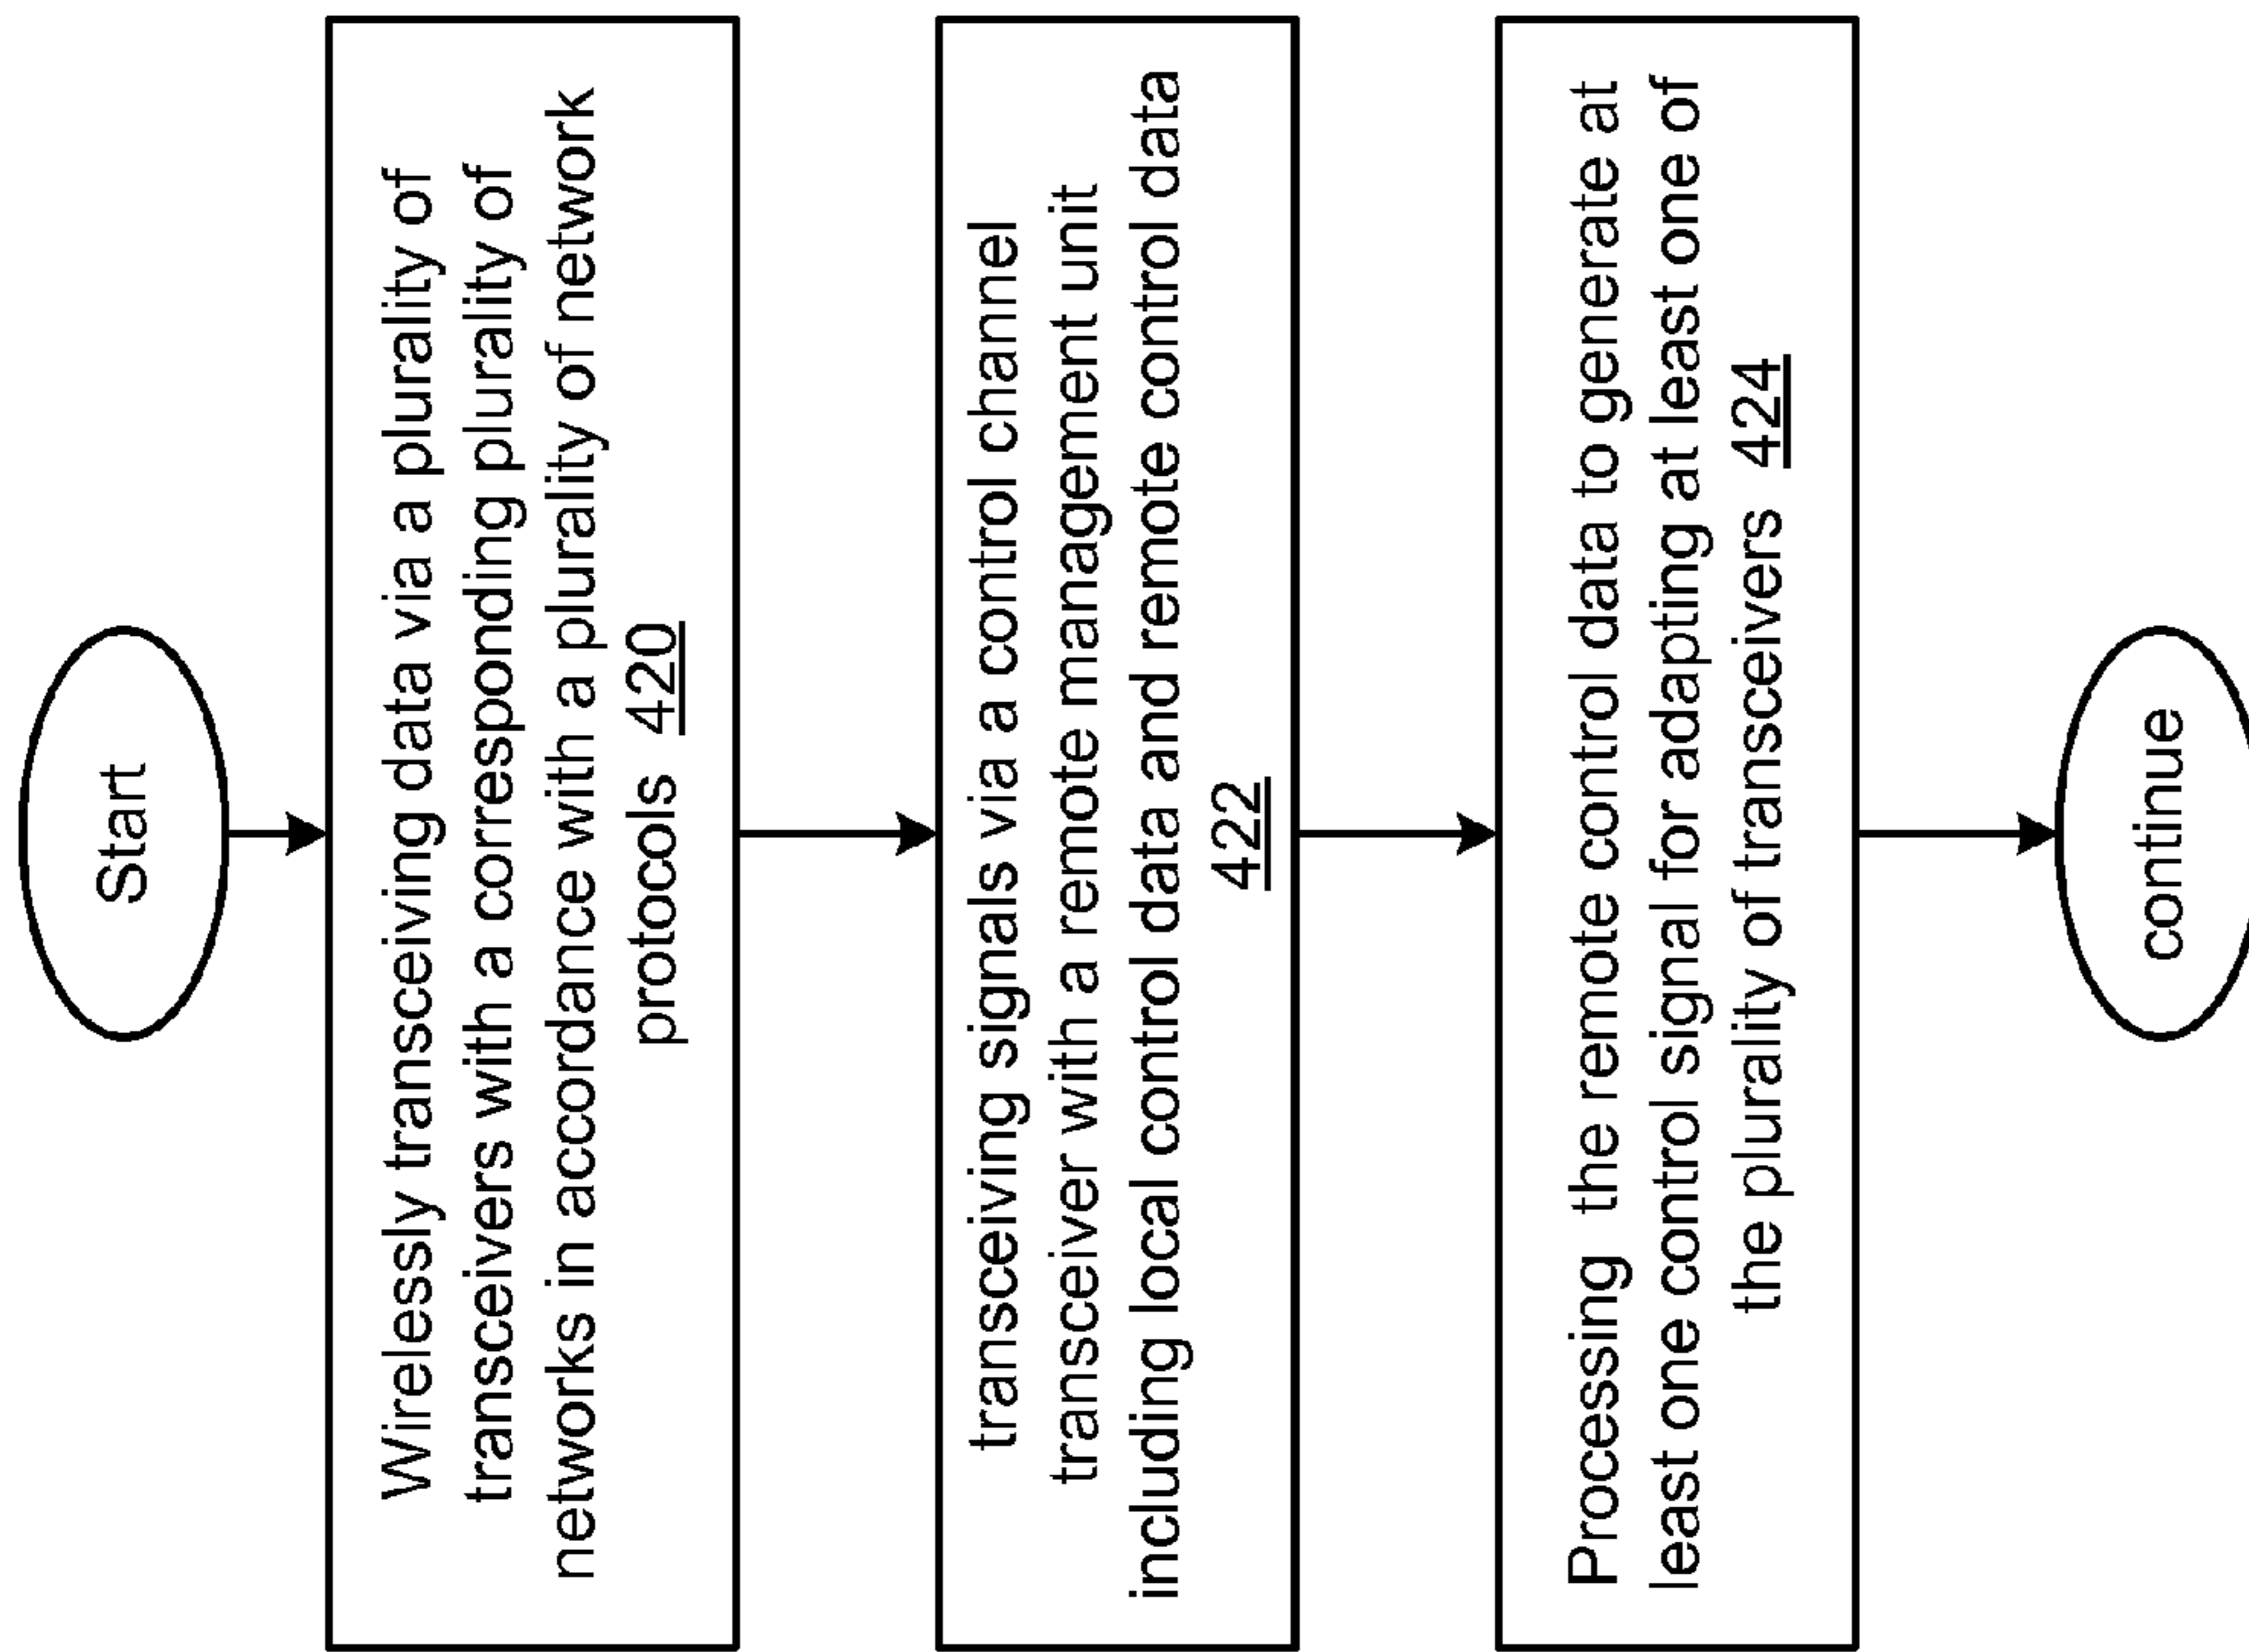 Start
Wirelessly transceiving data via a plurality of
transceivers with a corresponding plurality of
networks in accordance with a plurality of network
protocols 420
transceiving signals via a control channel
transceiver with a remote management unit
including local control data and remote control data
422
Processing the remote control data to generate at
least one control signal for adapting at least one of
the plurality of transceivers 424
continue